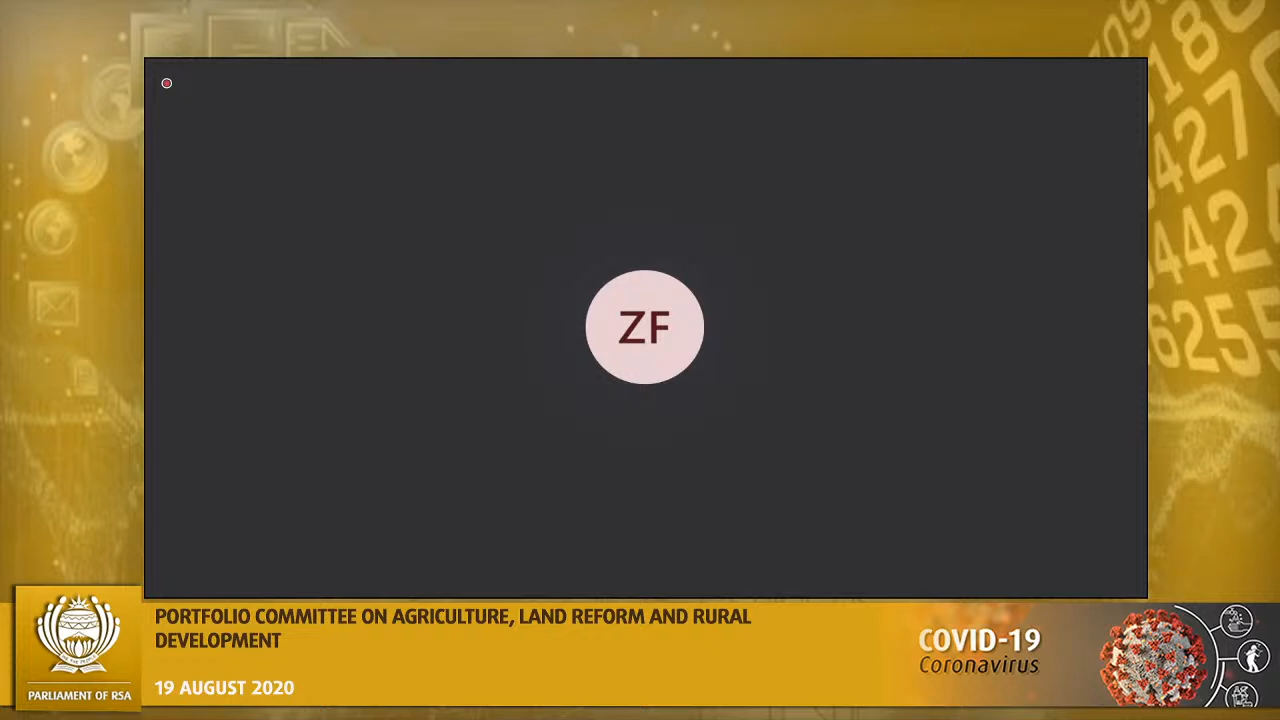 ZF
PORTFOLIO COMMITTEE ON AGRICULTURE, LAND REFORM AND RURAL
DEVELOPMENT
19 AUGUST 2020
PARLIAMENT OF RSA
COVID-19
Coronavirus